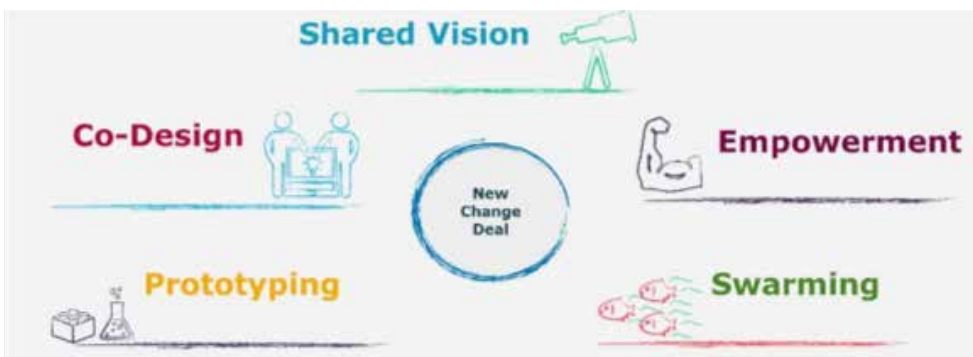 Shared Vision
Co-Design
Empowerment
New
Change
Deal
Prototyping
Swarming